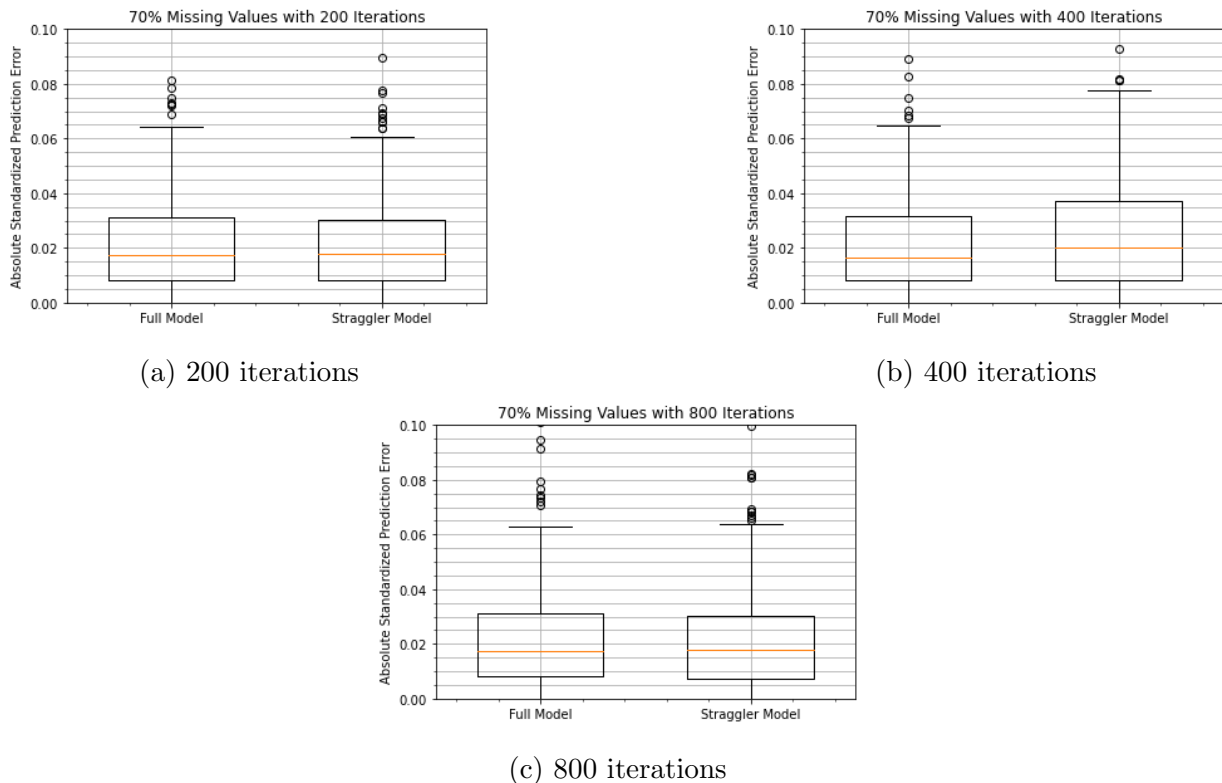 70% Missing Values with 200 Iterations
Absolute Standardized Prediction Error
0.10
0.08
0.06
0.04
0.02
0.00
Full Model Straggler Model
(a) 200 iterations
70% Missing Values with 400 Iterations
Absolute Standardized Prediction Error
0.10
0.08
0.06
0.04
0.02
0.00
Full Model Straggler Model
(b) 400 iterations
70% Missing Values with 800 Iterations
Absolute Standardized Prediction Error
0.10
0.08
0.06
0.04
0.02
0.00
Full Model Straggler Model
(c) 800 iterations